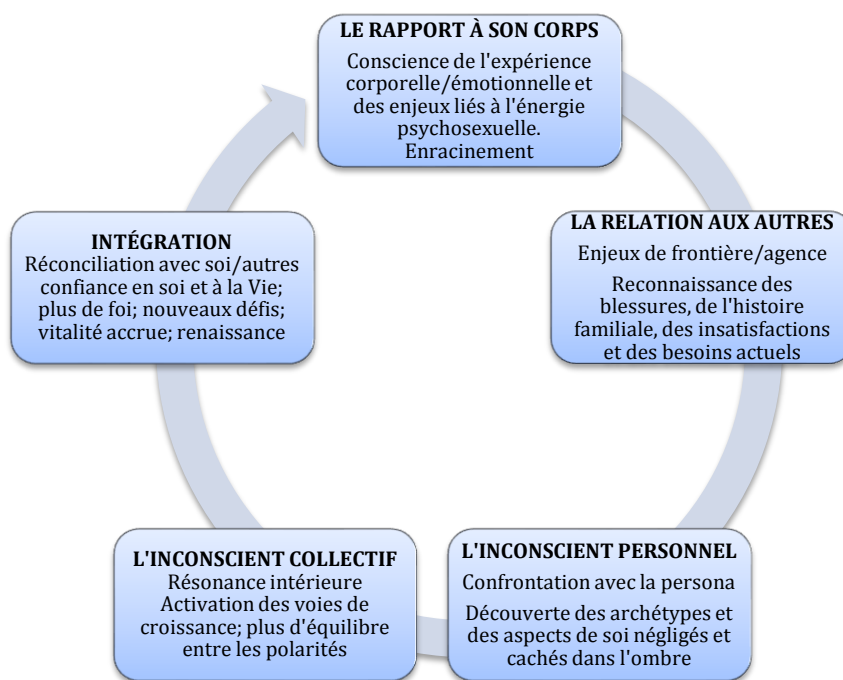 LE RAPPORT À SON CORPS
Conscience de l'expérience
corporelle/émotionnelle et
des enjeux liés à l'énergie
psychosexuelle.
Enracinement
LA RELATION AUX AUTRES
Enjeux de frontière/agence
Reconnaissance des
blessures, de l'histoire
familiale, des insatisfactions
et des besoins actuels
L'INCONSCIENT PERSONNEL
Confrontation avec la persona
Découverte des archétypes et
des aspects de soi négligés et
cachés dans l'ombre
L'INCONSCIENT COLLECTIF
Résonance intérieure
Activation des voies de
croissance; plus d'équilibre
entre les polarités
INTÉGRATION
Réconciliation avec soi/autres
confiance en soi et à la Vie;
plus de foi; nouveaux défis;
vitalité accrue; renaissance